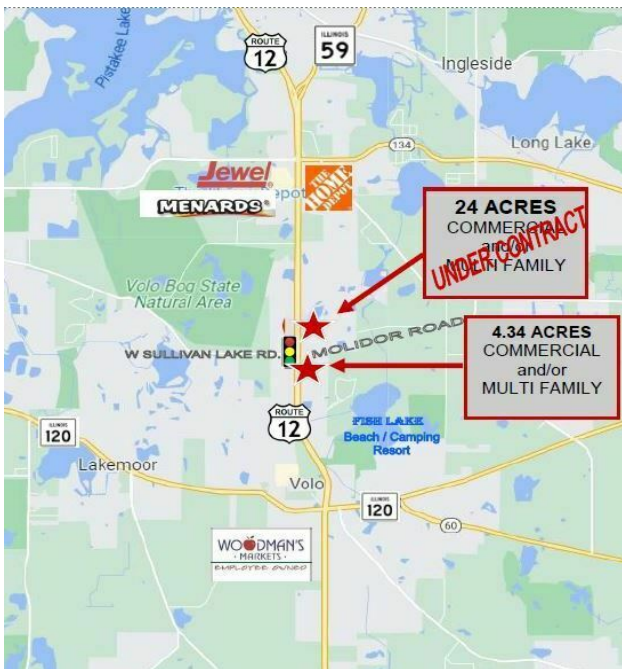 Pistakee Lake
ROUTE
12
ILLINOIS
59
Ingleside
134
Long Lake
Jewel
MENARDS
THE
HOME
DEPOT
24 ACRES
COMMERCIAL
and/or
MULTI FAMILY
UNDER CONTRACT
Volo Bog State
Natural Area
W SULLIVAN LAKE RD.
MOLIDOR ROAD
4.34 ACRES
COMMERCIAL
and/or
MULTI FAMILY
ROUTE
12
FISH LAKE
Beach / Camping
Resort
ILLINOIS
120
Lakemoor
Volo
ILLINOIS
120
60
WOODMAN'S
· MARKETS ·
EMPLOYEE OWNED